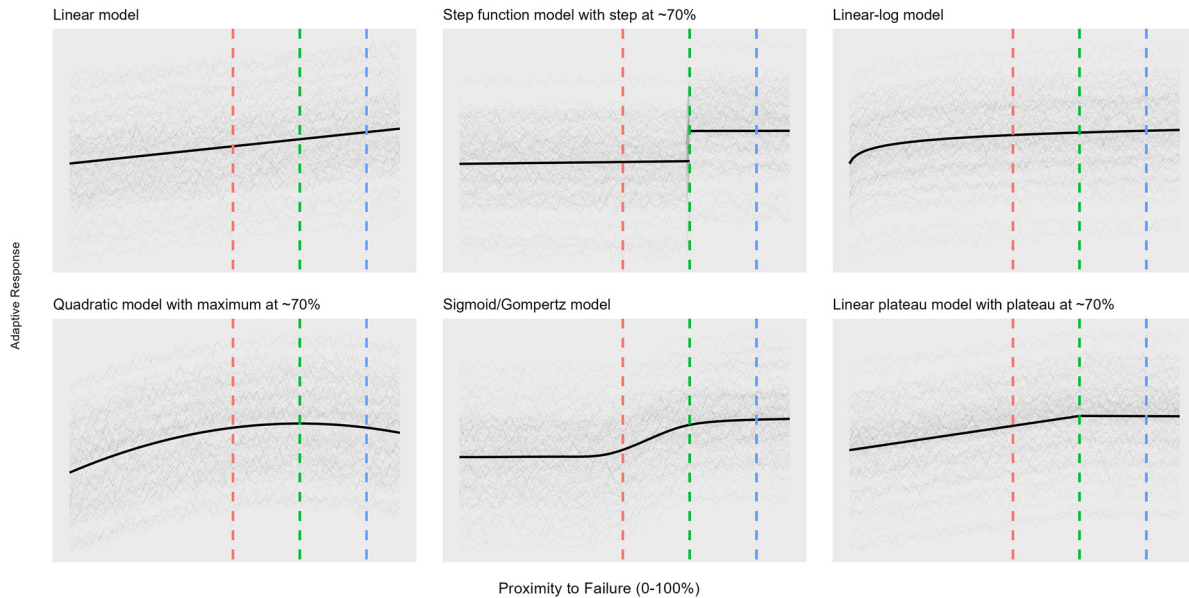 Linear model
Step function model with step at ~70%
Linear-log model
Adaptive Response
Quadratic model with maximum at ~70%
Sigmoid/Gompertz model
Linear plateau model with plateau at ~70%
Proximity to Failure (0-100%)